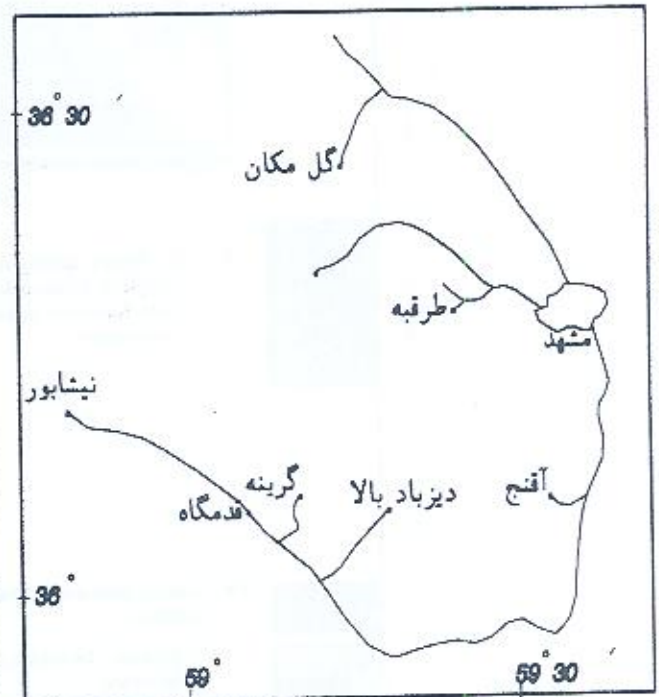 36° 30
گل مکان
طرقبه
مشهد
نیشابور
گرینه
دیزباد بالا
آقنج
قدمگاه
36°
59°
59° 30